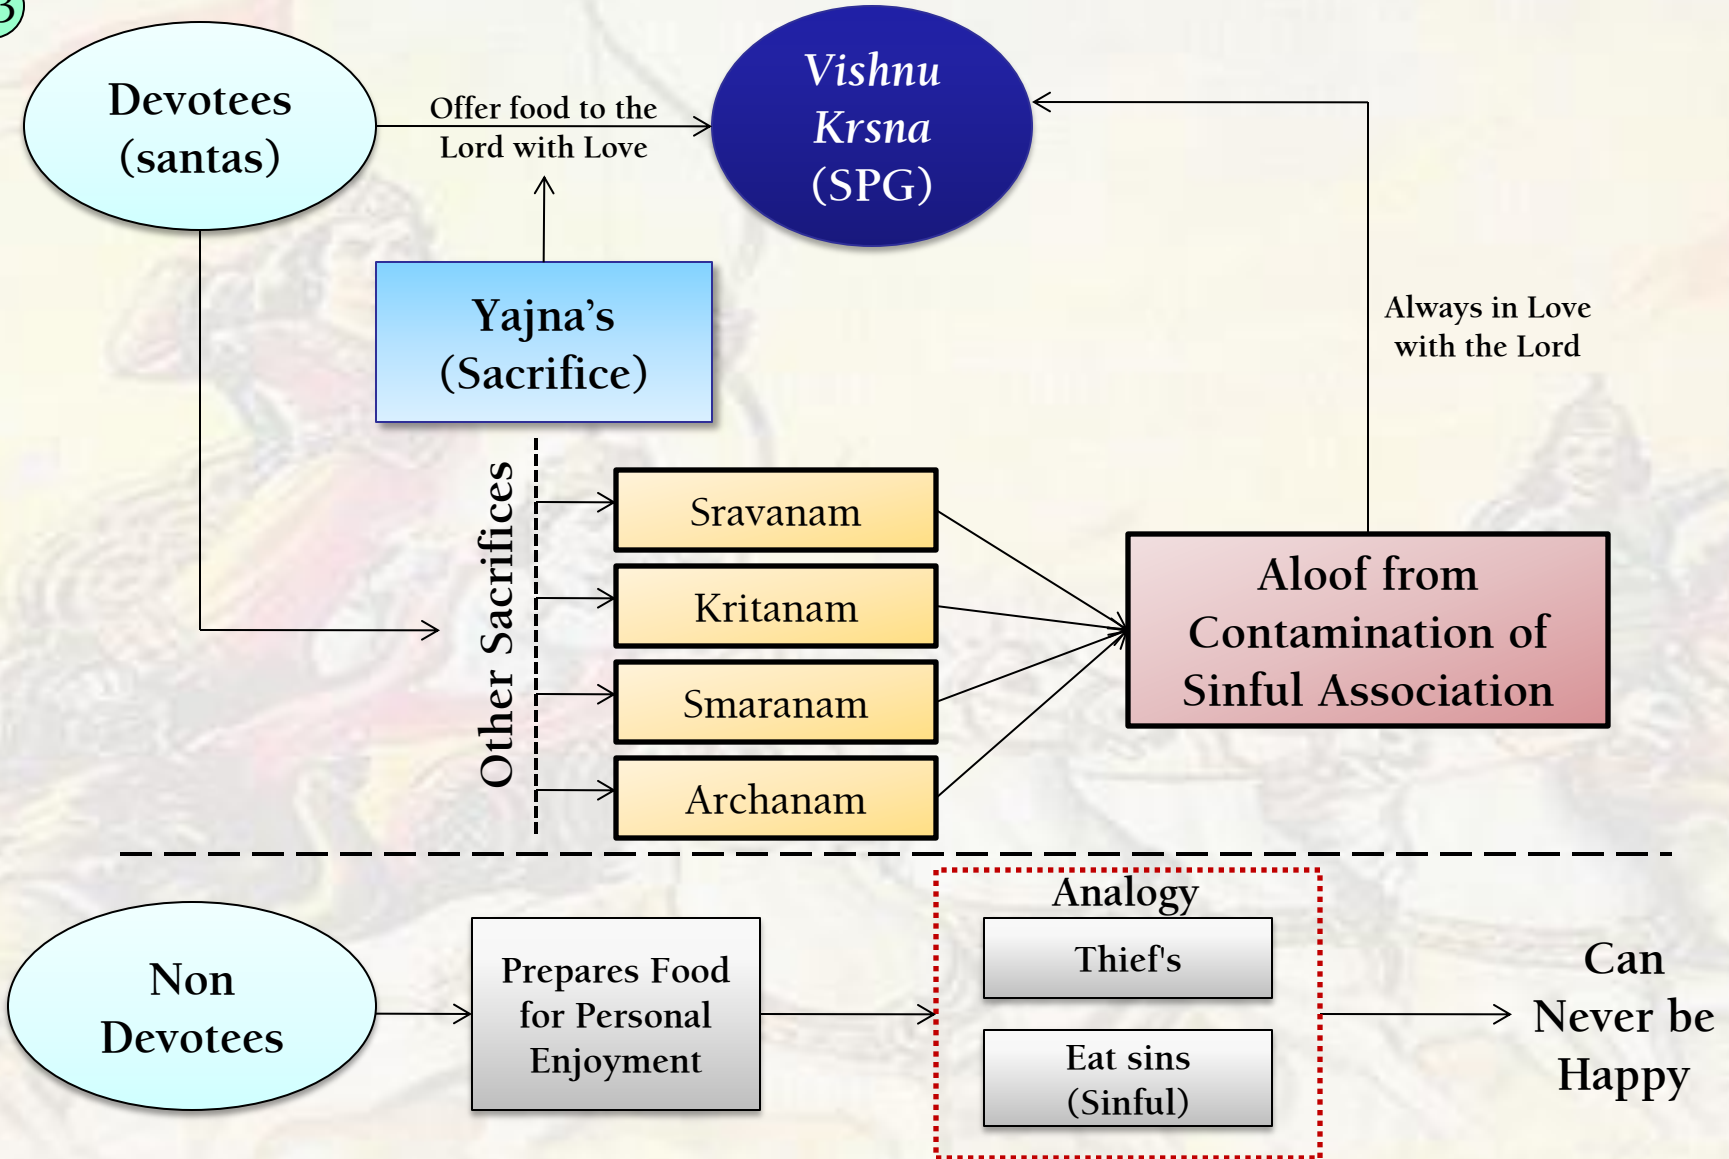 3
Devotees
(santas)
Offer food to the
Lord with Love
Vishnu
Krsna
(SPG)
Yajna’s
(Sacrifice)
Always in Love
with the Lord
Other Sacrifices
Sravanam
Kritanam
Smaranam
Archanam
Aloof from
Contamination of
Sinful Association
Non
Devotees
Prepares Food
for Personal
Enjoyment
Analogy
Thief's
Eat sins
(Sinful)
Can
Never be
Happy